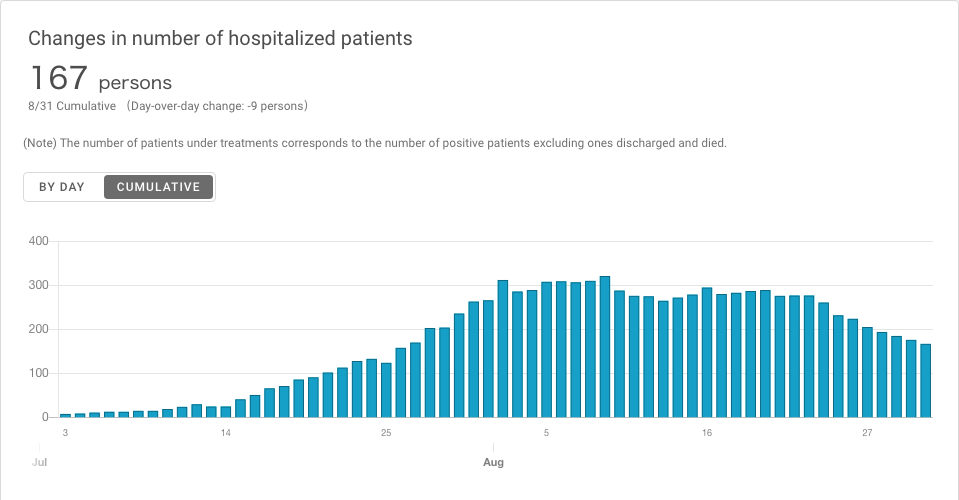 Changes in number of hospitalized patients
167 persons
8/31 Cumulative (Day-over-day change: -9 persons)
(Note) The number of patients under treatments corresponds to the number of positive patients excluding ones discharged and died.
BY DAY CUMULATIVE
400
300
200
100
0
3 14 25 5 16 27
Jul Aug